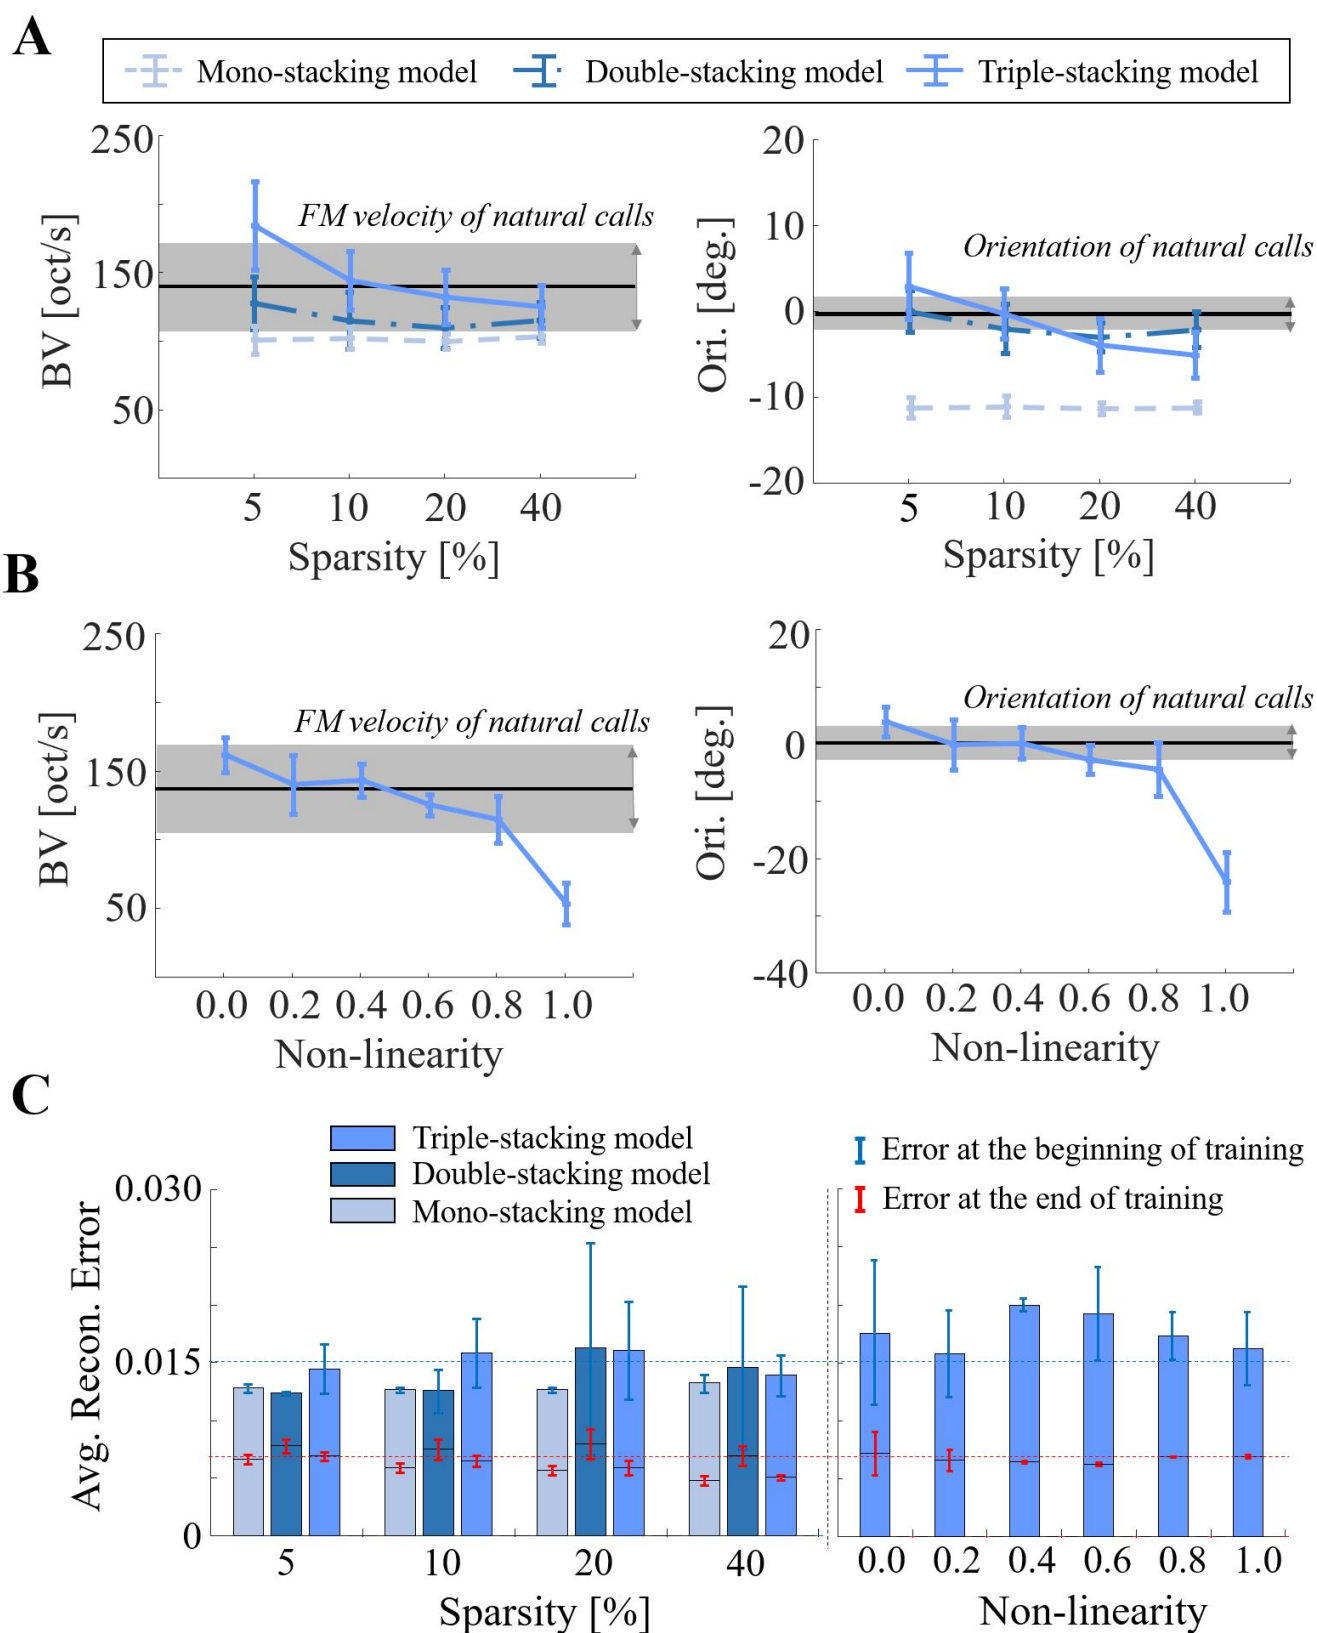 A
Mono-stacking model Double-stacking model Triple-stacking model
250
150
50
BV [oct/s]
FM velocity of natural calls
5 10 20 40
Sparsity [%]
20
10
0
-10
-20
Ori. [deg.]
Orientation of natural calls
5 10 20 40
Sparsity [%]
B
250
150
50
BV [oct/s]
FM velocity of natural calls
0.0 0.2 0.4 0.6 0.8 1.0
Non-linearity
20
0
-20
-40
Ori. [deg.]
Orientation of natural calls
0.0 0.2 0.4 0.6 0.8 1.0
Non-linearity
C
Triple-stacking model
Double-stacking model
Mono-stacking model
Error at the beginning of training
Error at the end of training
0.030
0.015
0
Avg. Recon. Error
5 10 20 40
Sparsity [%]
0.0 0.2 0.4 0.6 0.8 1.0
Non-linearity